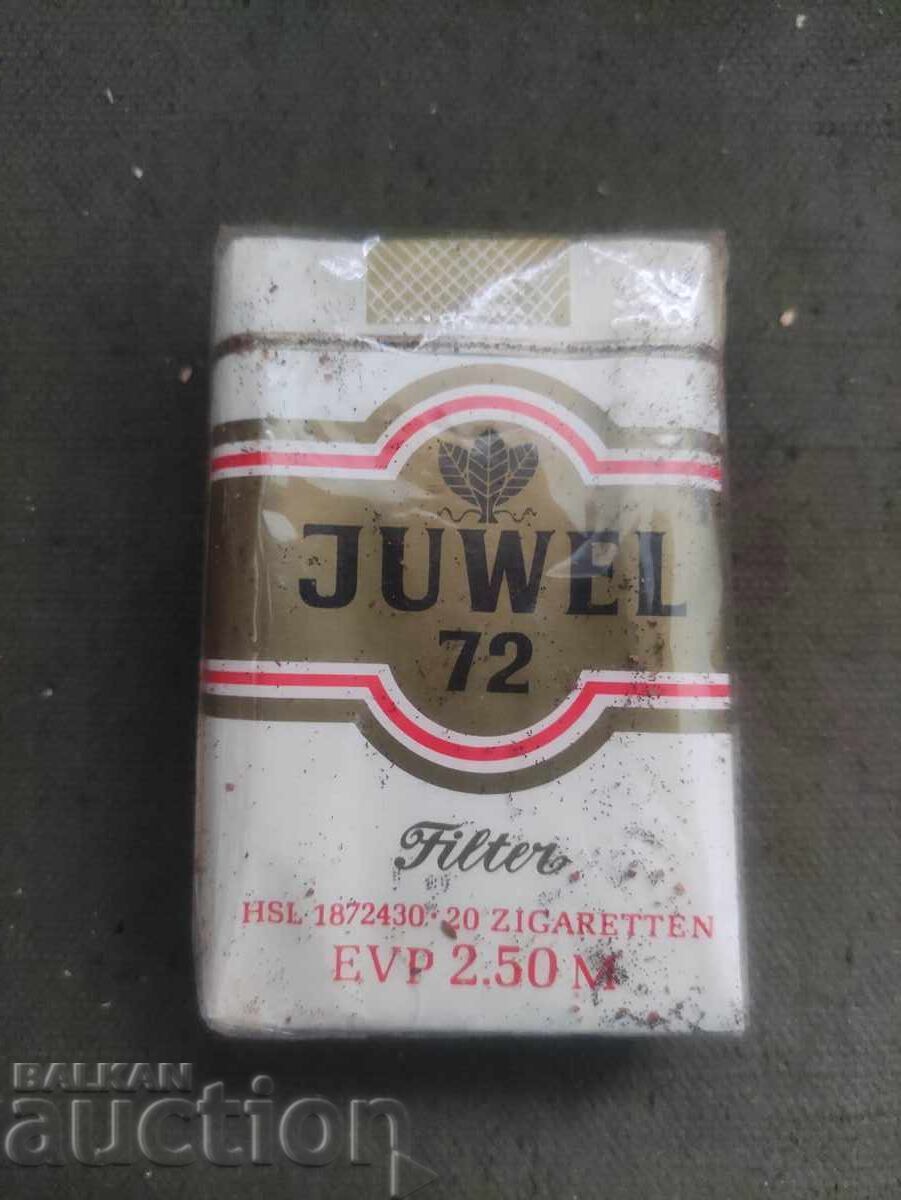 JUWEL
72
Filter
HSL 1872430·20 ZIGARETTEN
EVP 2.50 M
BALKAN
auction